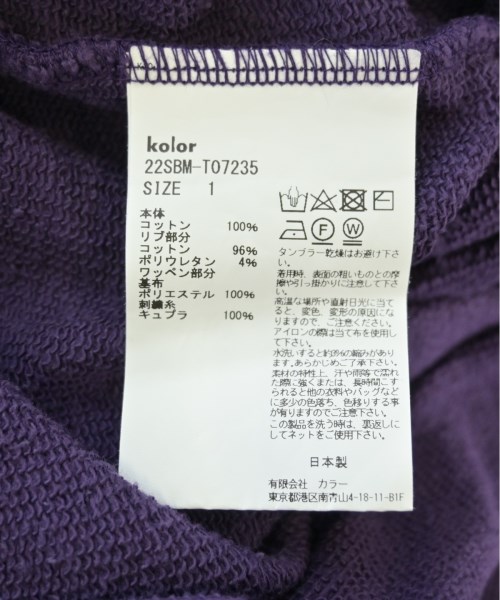 kolor
22SBM-T07235
SIZE 1
本体
コットン 100%
リブ部分
コットン 96%
ポリウレタン 4%
ワッペン部分
基布
ポリエステル 100%
刺繍糸
キュプラ 100%
F W
タンブラー乾燥はお避け下さ
い。
着用時、表面の粗いものとの摩
擦や引っ掛かりに注意して下さ
い。
高温な場所や直射日光に当て
ると、変色、変形の原因にな
りますので、ご注意ください。
アイロンの際は当て布を使用し
て下さい。
水洗いすると約5%の縮みがありま
す。あらかじめご了承下さい。
素材の特性上、汗や雨等で濡れ
た際に強くまたは、長時間こす
られると他の衣料やバッグなど
に多少の色落ち、色移りする事
が有りますのでご注意下さい。
この製品を洗う時は、裏返しに
してネットをご使用下さい。
日本製
有限会社 カラー
東京都港区南青山4-18-11-B1F